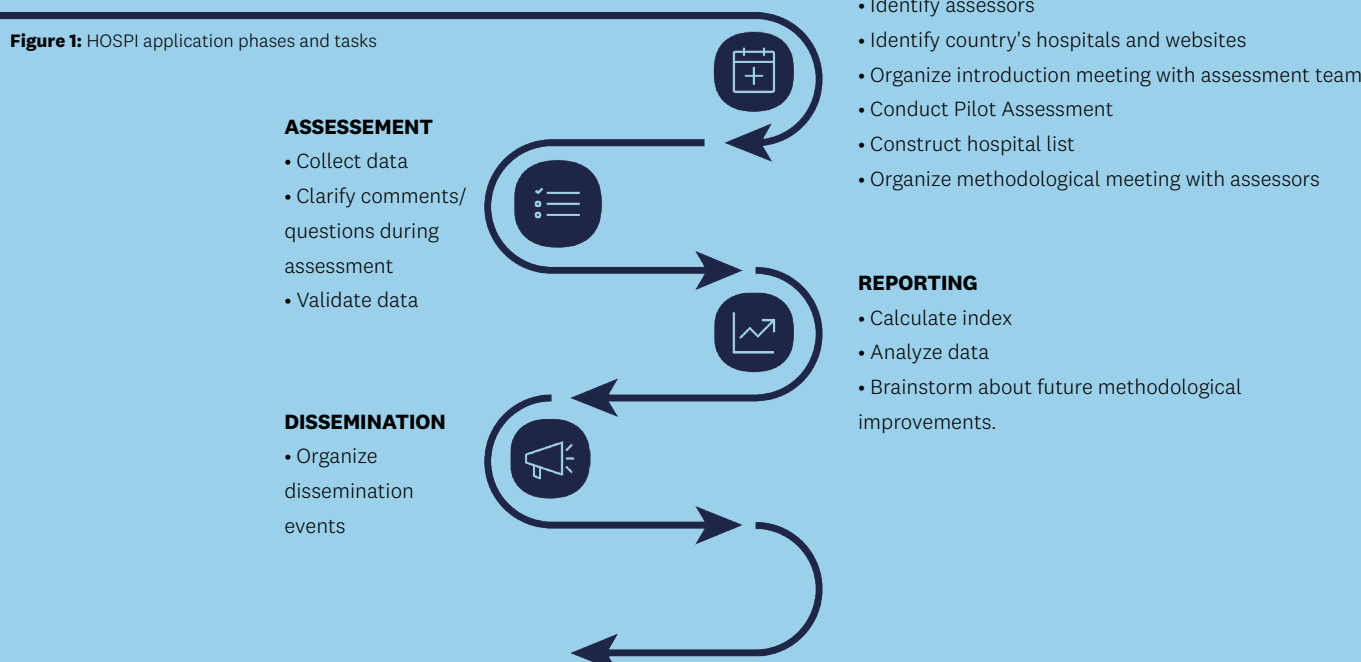 Figure 1: HOSPI application phases and tasks
• Identify assessors
• Identify country's hospitals and websites
• Organize introduction meeting with assessment team
• Conduct Pilot Assessment
• Construct hospital list
• Organize methodological meeting with assessors
ASSESSEMENT
• Collect data
• Clarify comments/
questions during
assessment
• Validate data
REPORTING
• Calculate index
• Analyze data
• Brainstorm about future methodological
improvements.
DISSEMINATION
• Organize
dissemination
events